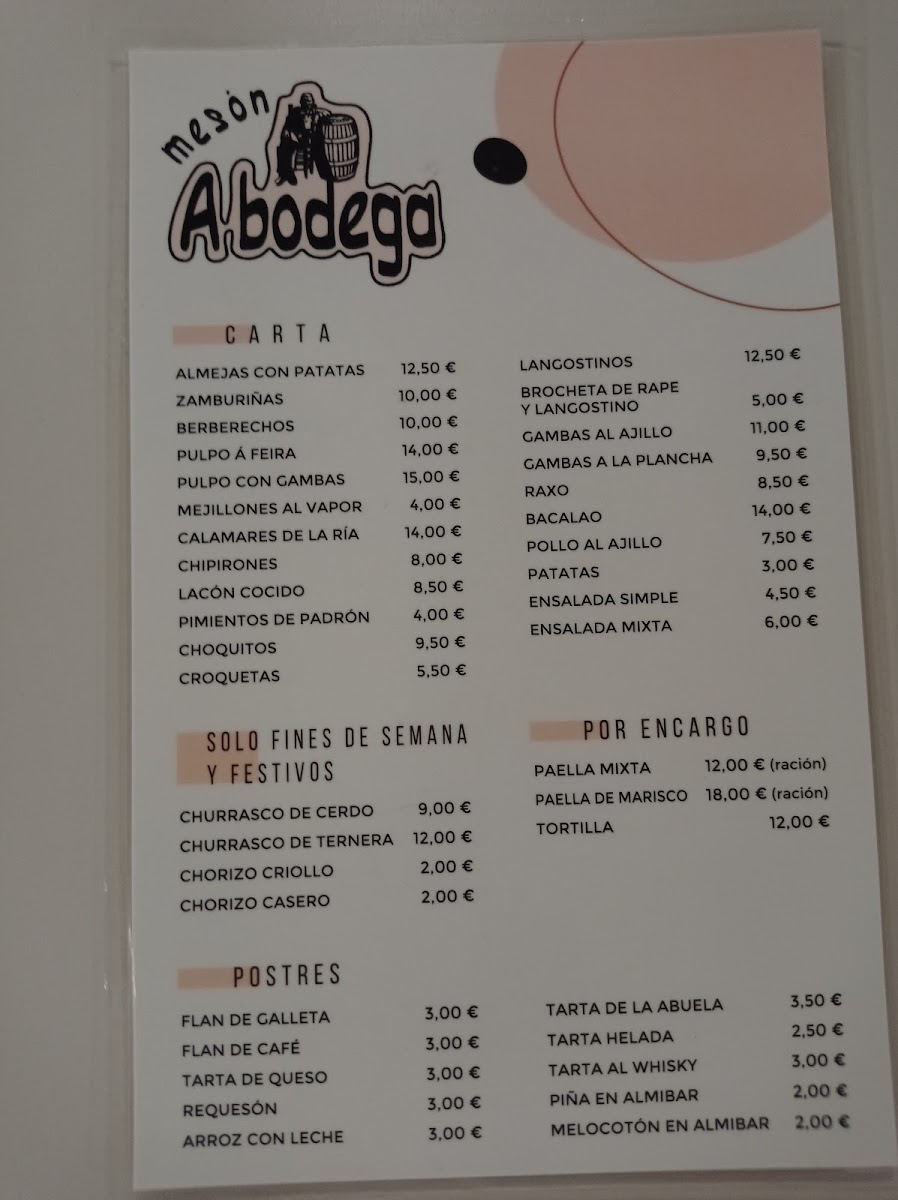 mesón
A bodega
CARTA
ALMEJAS CON PATATAS 12,50 €
ZAMBURIÑAS 10,00 €
BERBERECHOS 10,00 €
PULPO Á FEIRA 14,00 €
PULPO CON GAMBAS 15,00 €
MEJILLONES AL VAPOR 4,00 €
CALAMARES DE LA RÍA 14,00 €
CHIPIRONES 8,00 €
LACÓN COCIDO 8,50 €
PIMIENTOS DE PADRÓN 4,00 €
CHOQUITOS 9,50 €
CROQUETAS 5,50 €
LANGOSTINOS 12,50 €
BROCHETA DE RAPE
Y LANGOSTINO 5,00 €
GAMBAS AL AJILLO 11,00 €
GAMBAS A LA PLANCHA 9,50 €
RAXO 8,50 €
BACALAO 14,00 €
POLLO AL AJILLO 7,50 €
PATATAS 3,00 €
ENSALADA SIMPLE 4,50 €
ENSALADA MIXTA 6,00 €
SOLO FINES DE SEMANA
Y FESTIVOS
CHURRASCO DE CERDO 9,00 €
CHURRASCO DE TERNERA 12,00 €
CHORIZO CRIOLLO 2,00 €
CHORIZO CASERO 2,00 €
POR ENCARGO
PAELLA MIXTA 12,00 € (ración)
PAELLA DE MARISCO 18,00 € (ración)
TORTILLA 12,00 €
POSTRES
FLAN DE GALLETA 3,00 €
FLAN DE CAFÉ 3,00 €
TARTA DE QUESO 3,00 €
REQUESÓN 3,00 €
ARROZ CON LECHE 3,00 €
TARTA DE LA ABUELA 3,50 €
TARTA HELADA 2,50 €
TARTA AL WHISKY 3,00 €
PIÑA EN ALMIBAR 2,00 €
MELOCOTÓN EN ALMIBAR 2,00 €